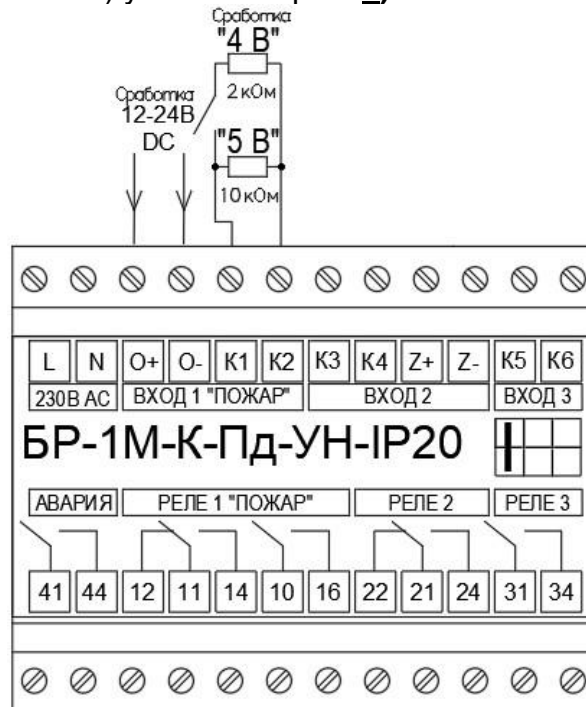 Сработка
"4 В"
2 кОм
Сработка
12-24В
DC
"5 В"
10 кОм
L N O+ O- К1 К2 К3 К4 Z+ Z- К5 К6
230В АС ВХОД 1 "ПОЖАР" ВХОД 2 ВХОД 3
БР-1М-К-Пд-УН-IP20
АВАРИЯ РЕЛЕ 1 "ПОЖАР" РЕЛЕ 2 РЕЛЕ 3
41 44 12 11 14 10 16 22 21 24 31 34